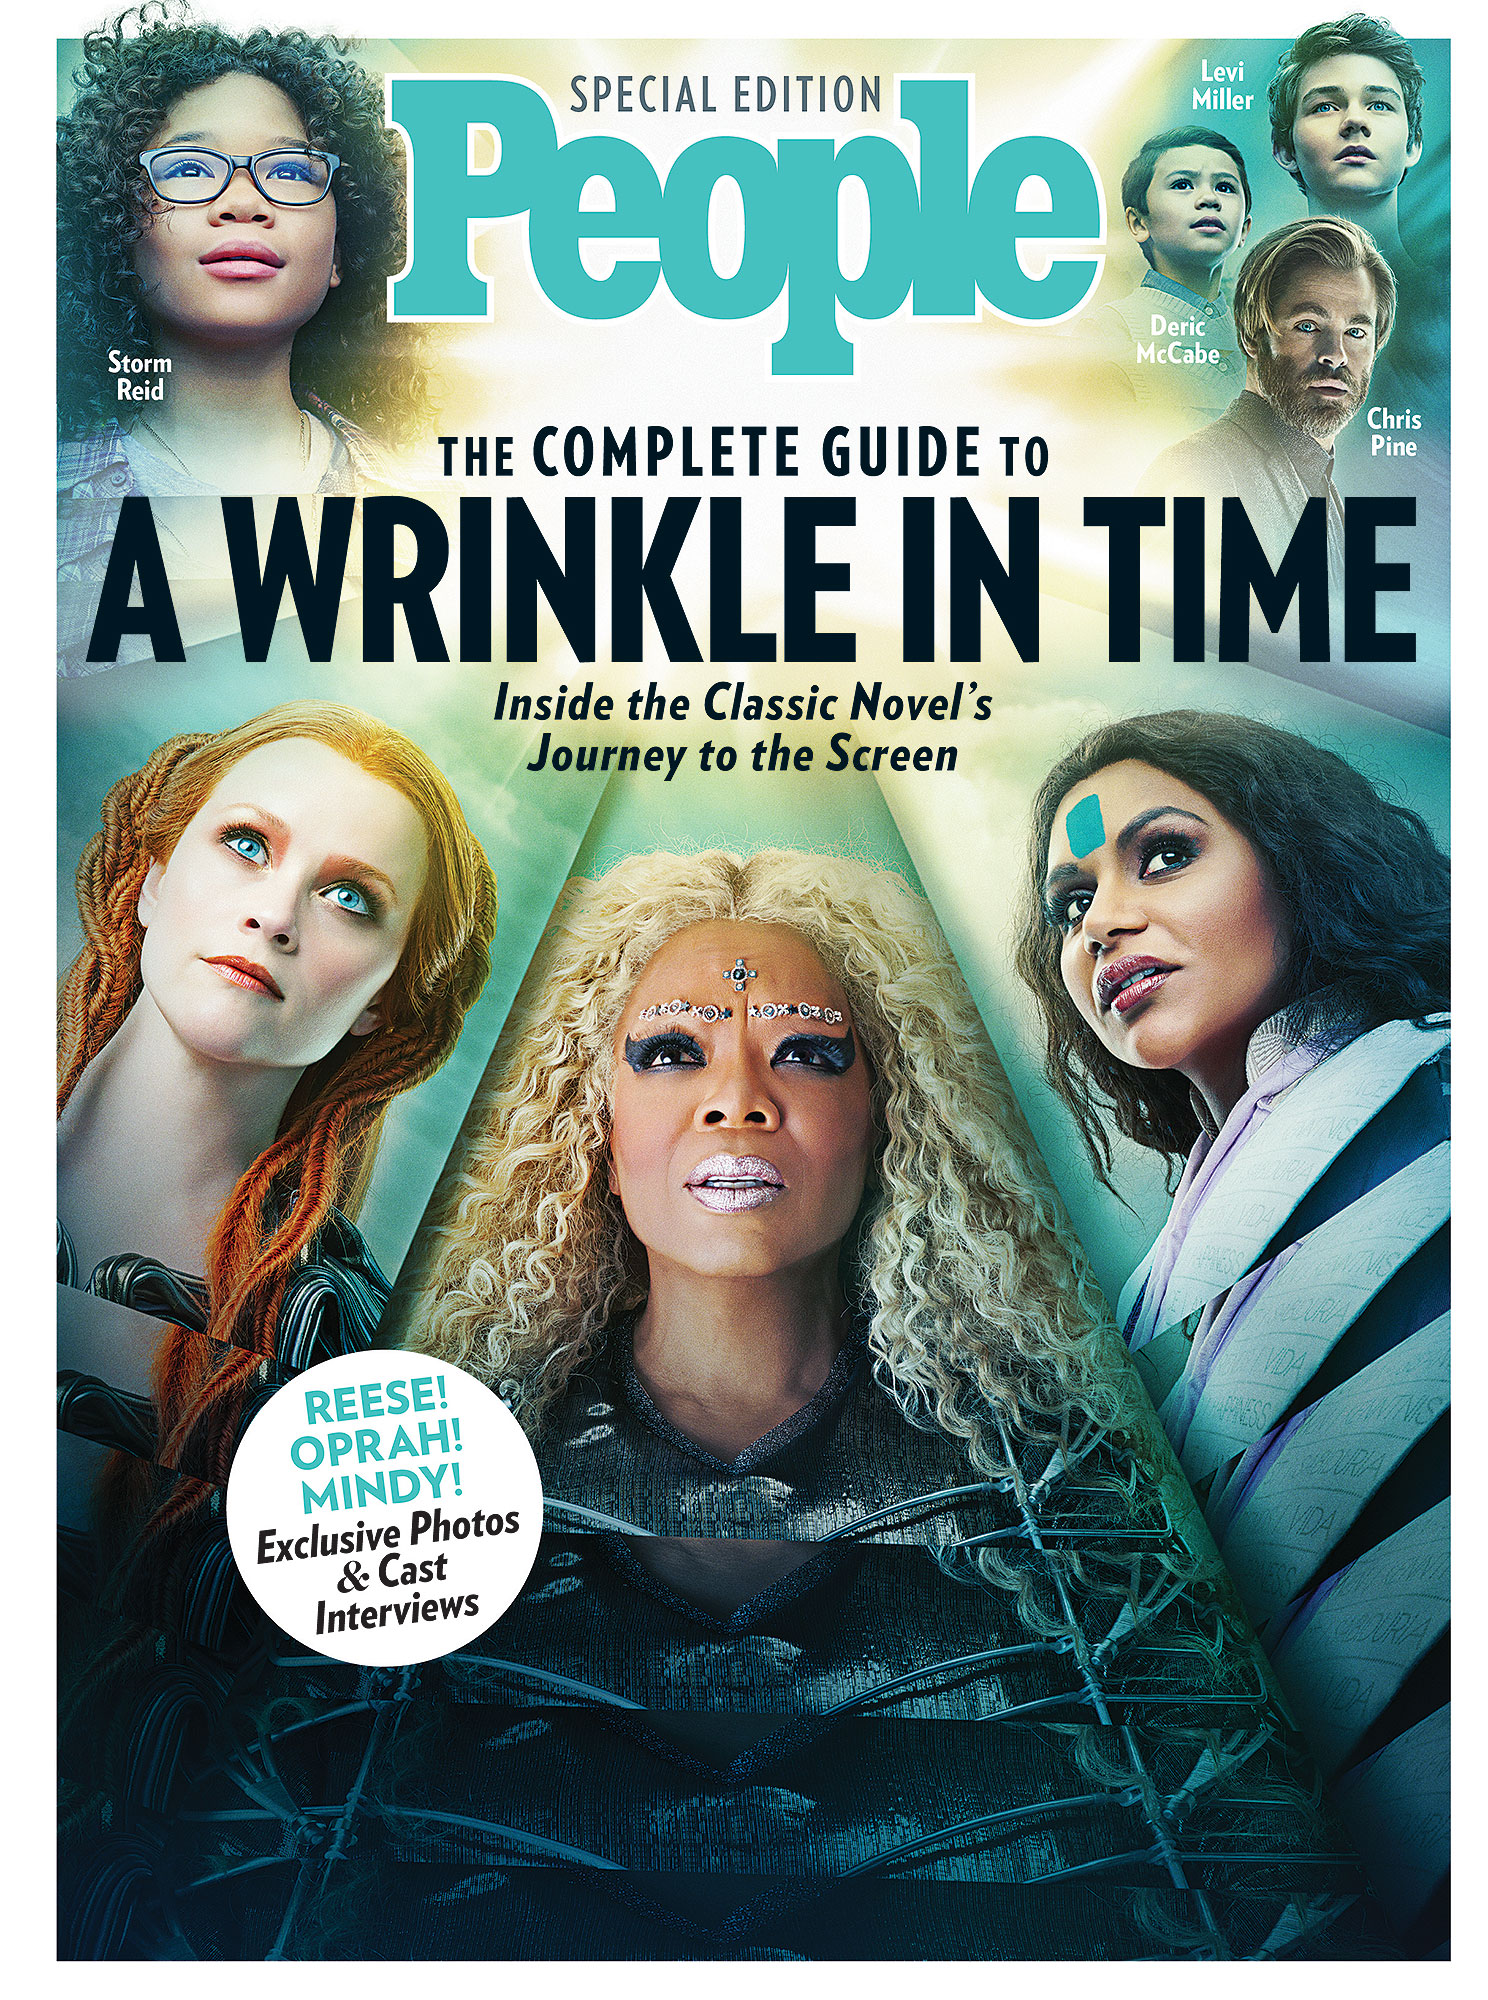 SPECIAL EDITION
People
Levi
Miller
Deric
McCabe
Storm
Reid
Chris
Pine
THE COMPLETE GUIDE TO
A WRINKLE IN TIME
Inside the Classic Novel's
Journey to the Screen
REESE!
OPRAH!
MINDY!
Exclusive Photos
& Cast
Interviews